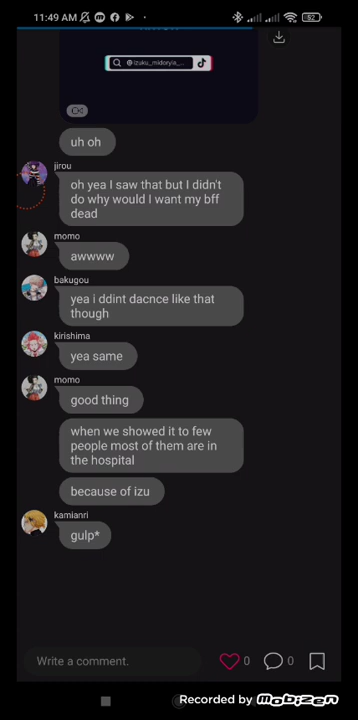 11:49 AM
92
@izuku_midoryia_...
uh oh
jirou
oh yea I saw that but I didn't
do why would I want my bff
dead
momo
awwww
bakugou
yea i ddint dacnce like that
though
kirishima
yea same
momo
good thing
when we showed it to few
people most of them are in
the hospital
because of izu
kamianri
gulp*
Write a comment.
0
0
Recorded by MOBIZEN